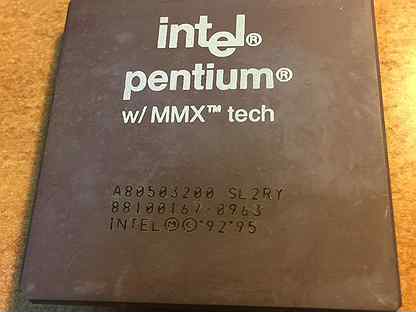 intel®
pentium®
w/ MMX™ tech
A80503200 SL2RY
88100167-0963
INTEL Ⓜ © '92 '95